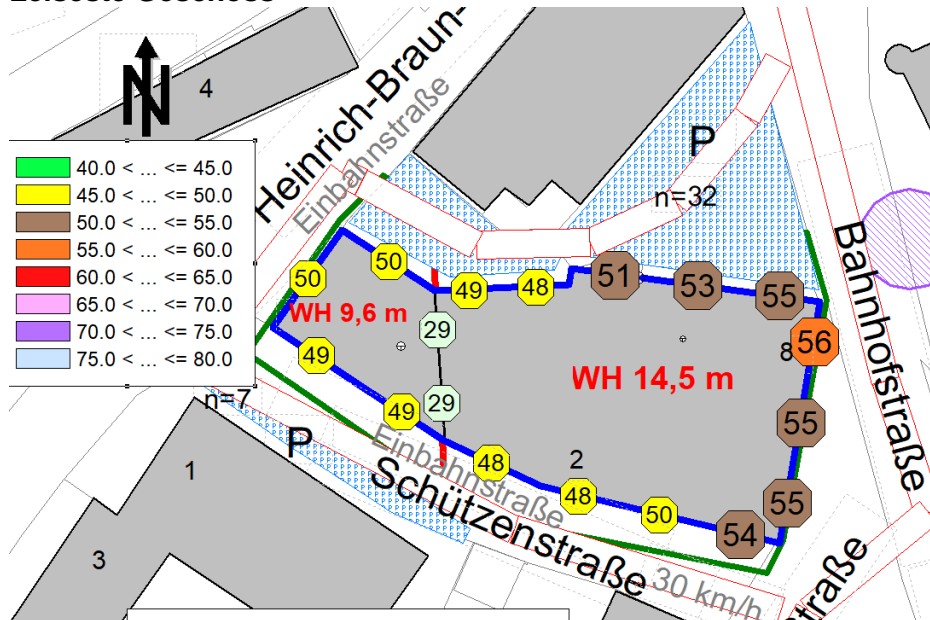 Heinrich-Braun-
Einbahnstraße
N
4
40.0 < ... <= 45.0
45.0 < ... <= 50.0
50.0 < ... <= 55.0
55.0 < ... <= 60.0
60.0 < ... <= 65.0
65.0 < ... <= 70.0
70.0 < ... <= 75.0
75.0 < ... <= 80.0
P
n=32
Bahnhofstraße
50
50
49
48
51
53
55
WH 9,6 m
29
8
56
49
WH 14,5 m
29
49
55
n=7
P
Einbahnstraße
48
2
48
50
54
55
1
Schützenstraße
3
30 km/h
straße